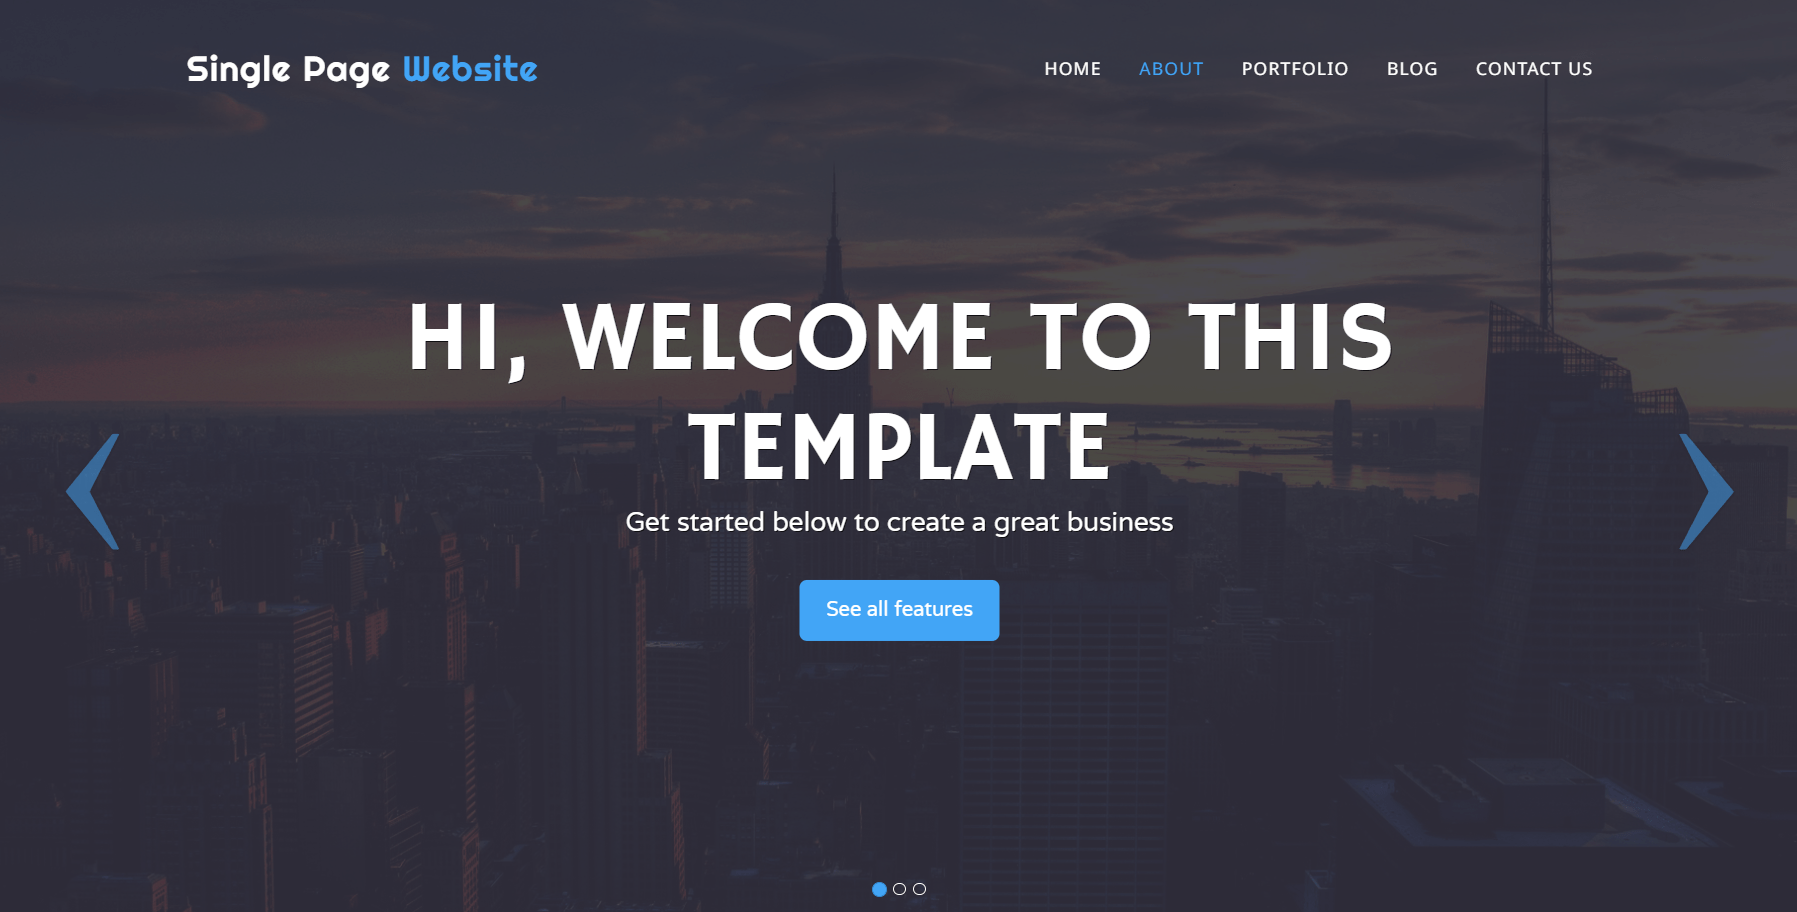 Single Page Website
HOME ABOUT PORTFOLIO BLOG CONTACT US
HI, WELCOME TO THIS
TEMPLATE
Get started below to create a great business
See all features